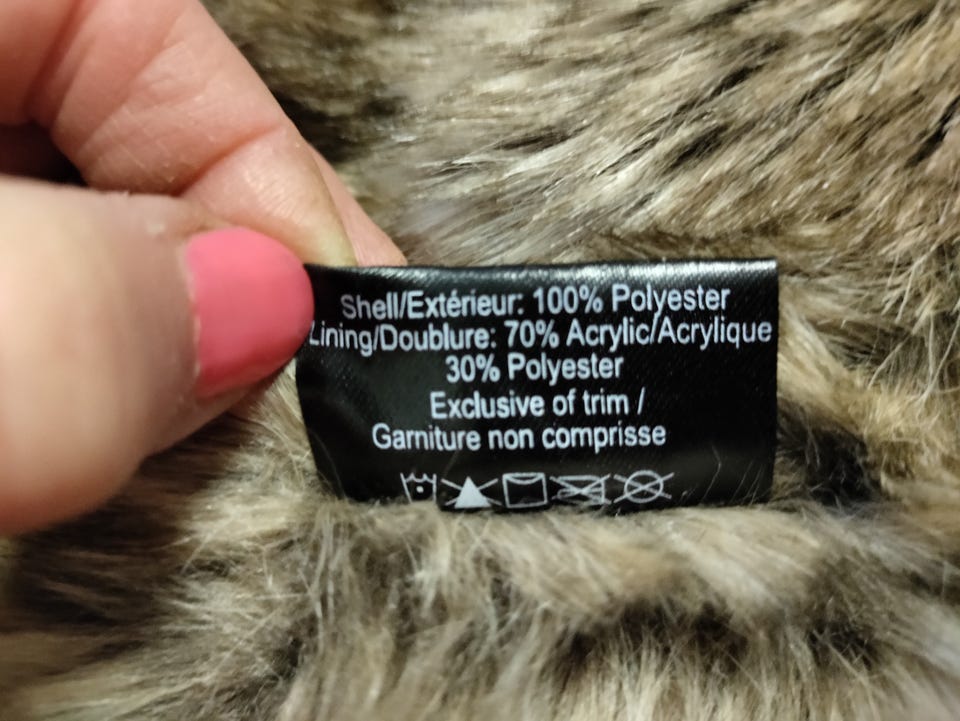 Shell/Extérieur: 100% Polyester
Lining/Doublure: 70% Acrylic/Acrylique
30% Polyester
Exclusive of trim /
Garniture non comprisse